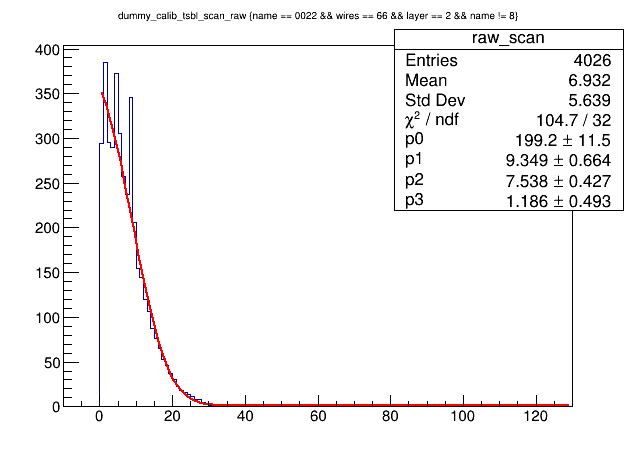 dummy_calib_tsbl_scan_raw {name == 0022 && wires == 66 && layer == 2 && name != 8}
raw_scan
Entries 4026
Mean 6.932
Std Dev 5.639
χ² / ndf 104.7 / 32
p0 199.2 ± 11.5
p1 9.349 ± 0.664
p2 7.538 ± 0.427
p3 1.186 ± 0.493
400
350
300
250
200
150
100
50
0
0 20 40 60 80 100 120